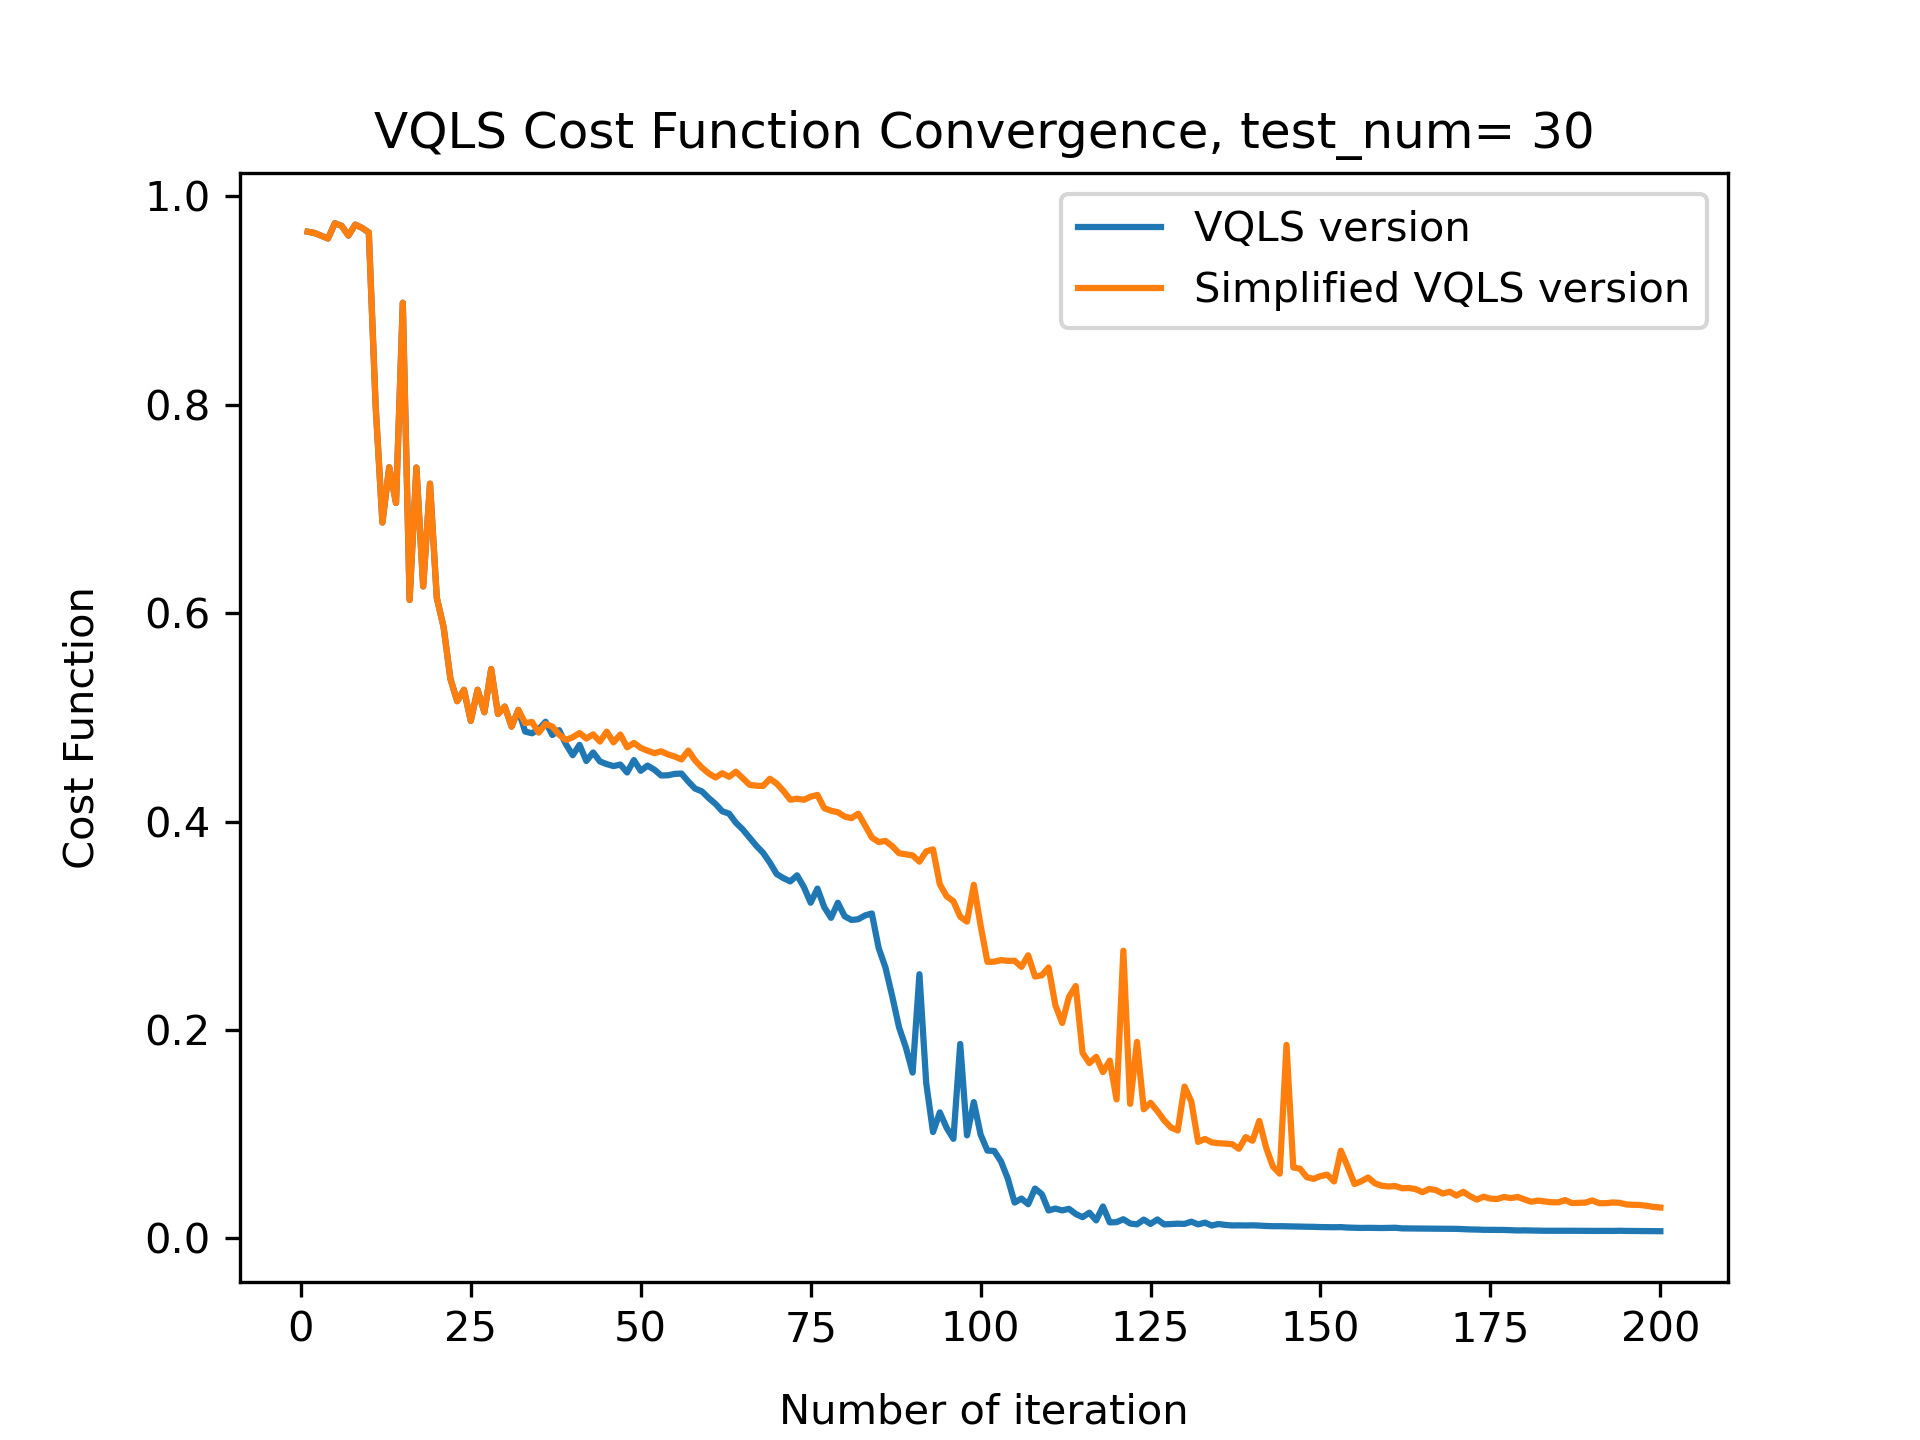 VQLS Cost Function Convergence, test_num= 30
VQLS version
Simplified VQLS version
1.0
0.8
0.6
0.4
0.2
0.0
Cost Function
0 25 50 75 100 125 150 175 200
Number of iteration